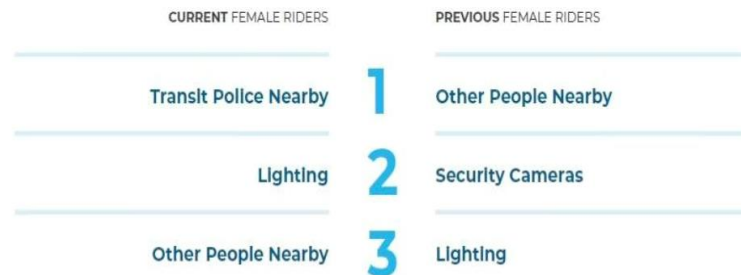 CURRENT FEMALE RIDERS PREVIOUS FEMALE RIDERS
Transit Police Nearby 1 Other People Nearby
Lighting 2 Security Cameras
Other People Nearby 3 Lighting